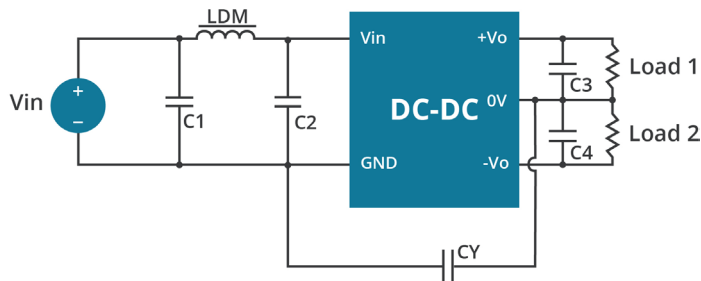 LDM
Vin
+Vo
Vin
+
−
C1
C2
DC-DC
0V
C3
Load 1
GND
-Vo
C4
Load 2
CY